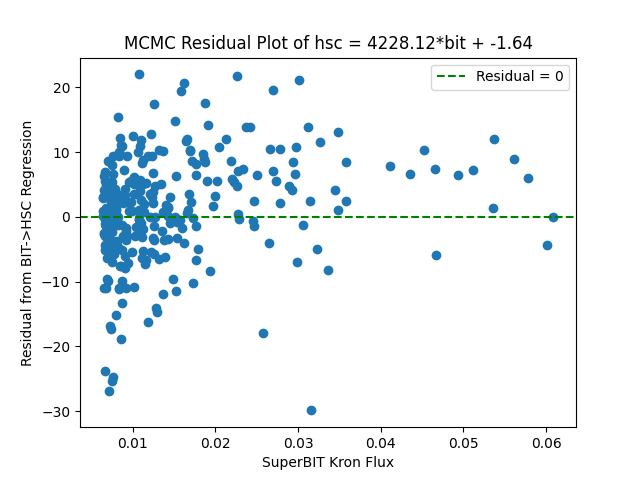 MCMC Residual Plot of hsc = 4228.12*bit + -1.64
Residual = 0
20
10
0
−10
−20
−30
Residual from BIT->HSC Regression
0.01 0.02 0.03 0.04 0.05 0.06
SuperBIT Kron Flux